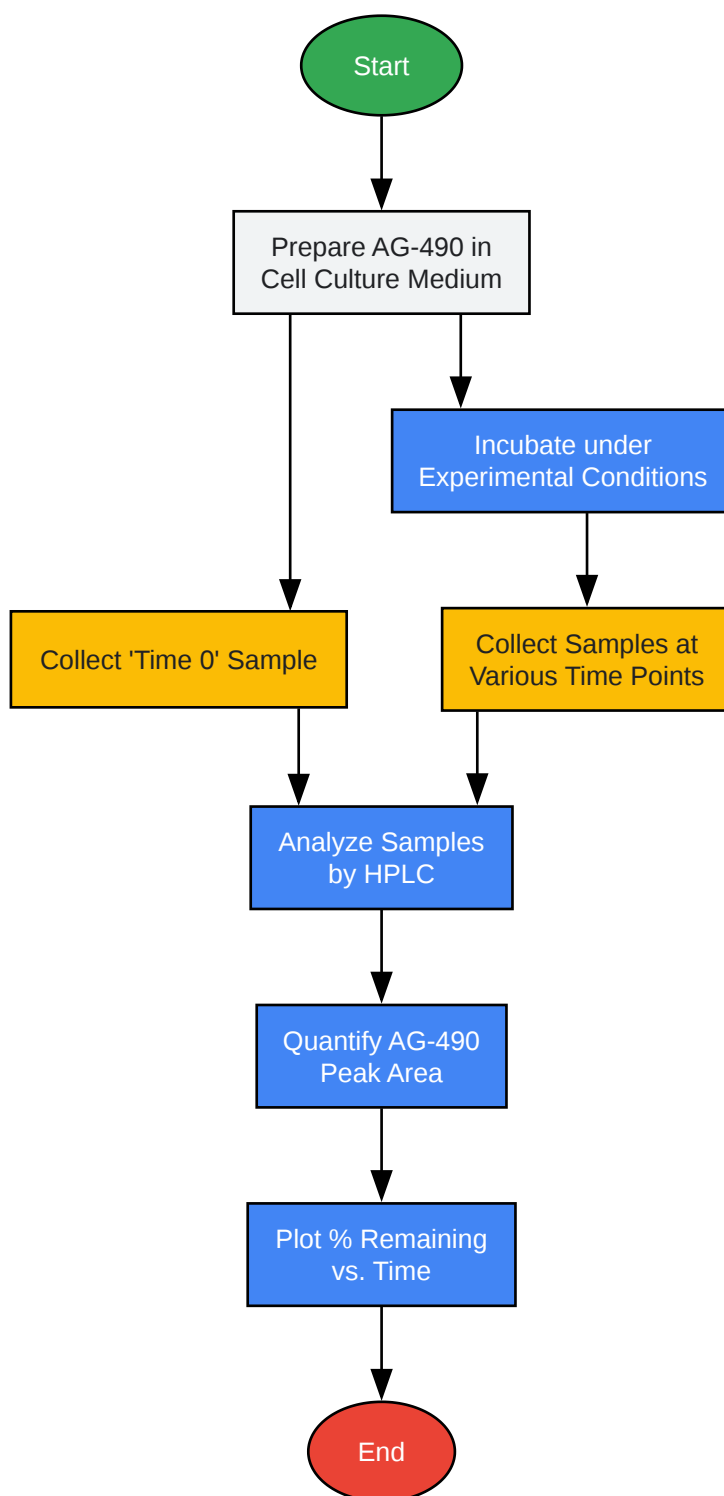 Start
Prepare AG-490 in
Cell Culture Medium
Incubate under
Experimental Conditions
Collect 'Time 0' Sample
Collect Samples at
Various Time Points
Analyze Samples
by HPLC
Quantify AG-490
Peak Area
Plot % Remaining
vs. Time
End